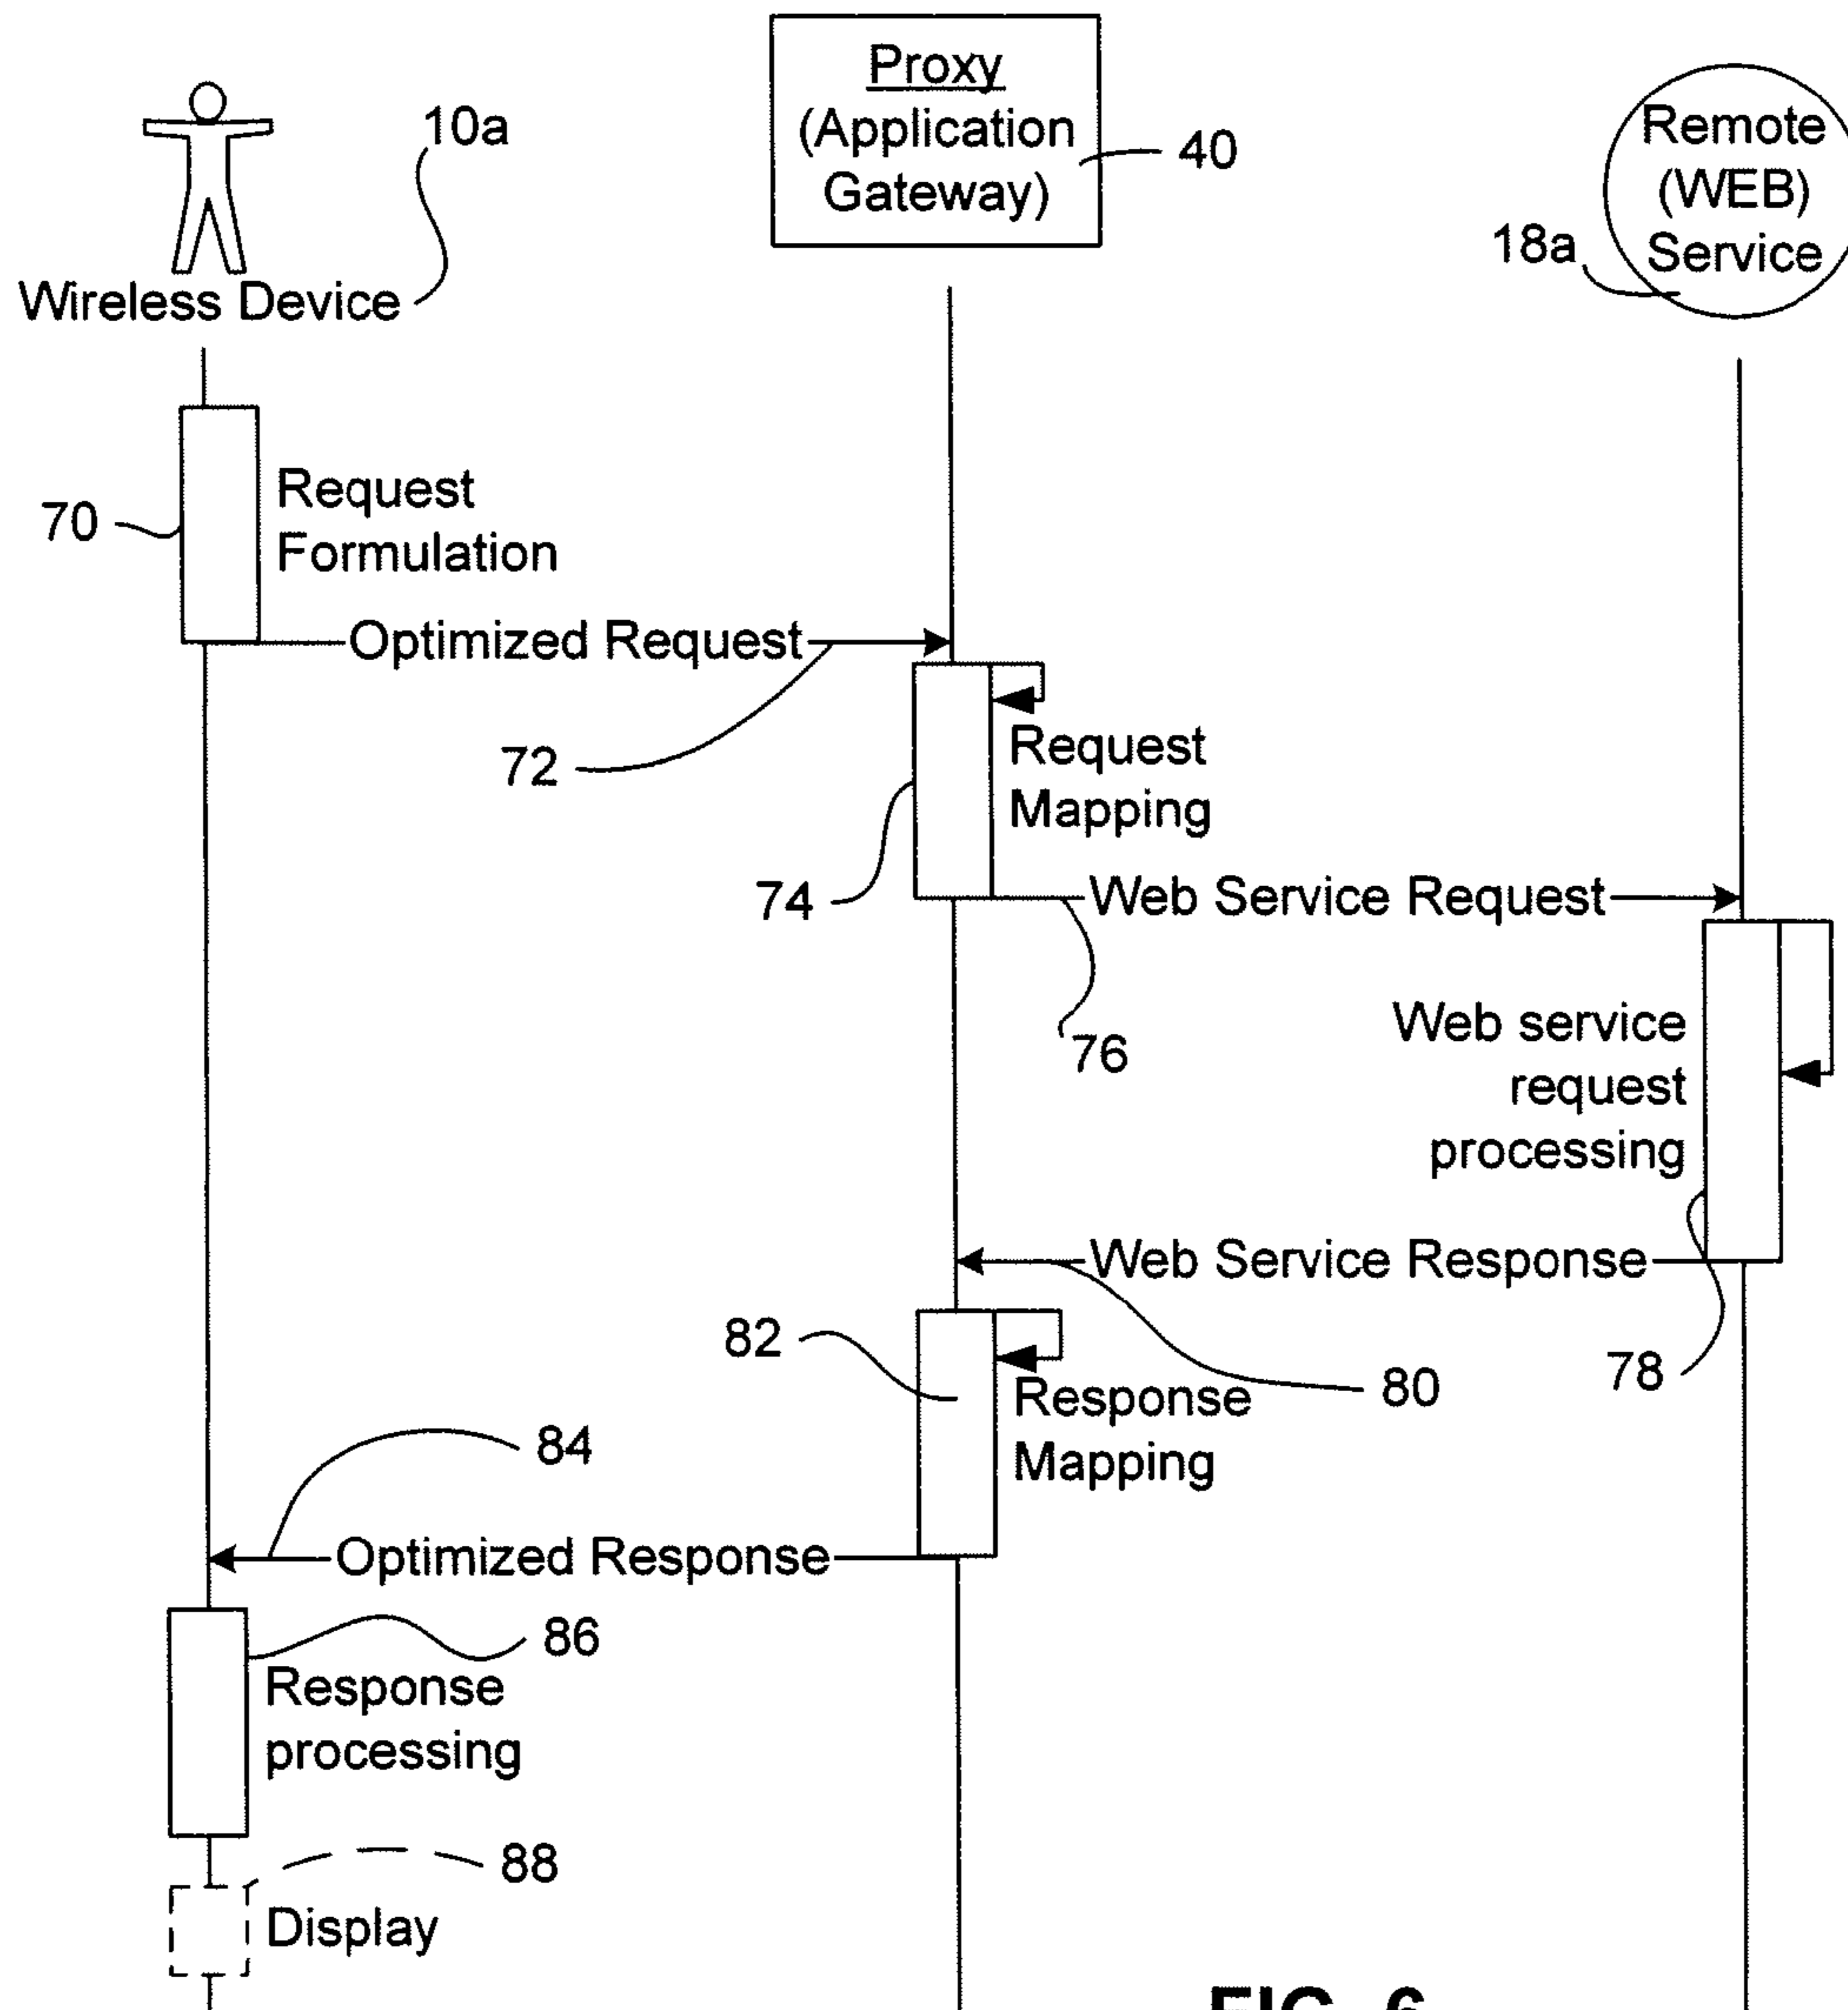 Proxy
(Application
Gateway)
40
10a
Wireless Device
Remote
(WEB)
Service
18a
70
Request
Formulation
Optimized Request
72
Request
Mapping
74
Web Service Request
76
Web service
request
processing
78
Web Service Response
80
82
Response
Mapping
84
Optimized Response
86
Response
processing
88
Display
FIG. 6